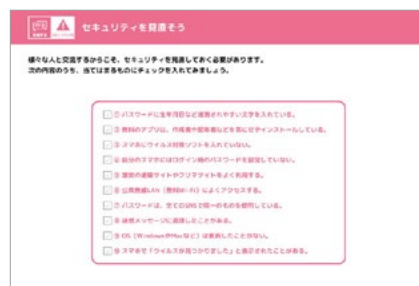 セキュリティを見直そう
様々な人と交流するからこそ、セキュリティを見直しておく必要があります。
次の内容のうち、当てはまるものにチェックを入れてみましょう。
① パスワードに生年月日など推測されやすい文字を入れている。
② 無料のアプリは、作成者や配布者などを気にせずインストールしている。
③ スマホにウイルス対策ソフトを入れていない。
④ 自分のスマホにはログイン時のパスワードを設定していない。
⑤ 激安の通販サイトやフリマサイトをよく利用する。
⑥ 公衆無線LAN（無料Wi-Fi）によくアクセスする。
⑦ パスワードは、全てのSNSで同一のものを使用している。
⑧ 迷惑メッセージに返信したことがある。
⑨ OS（WindowsやMacなど）は更新したことがない。
⑩ スマホで「ウイルスが見つかりました」と表示されたことがある。